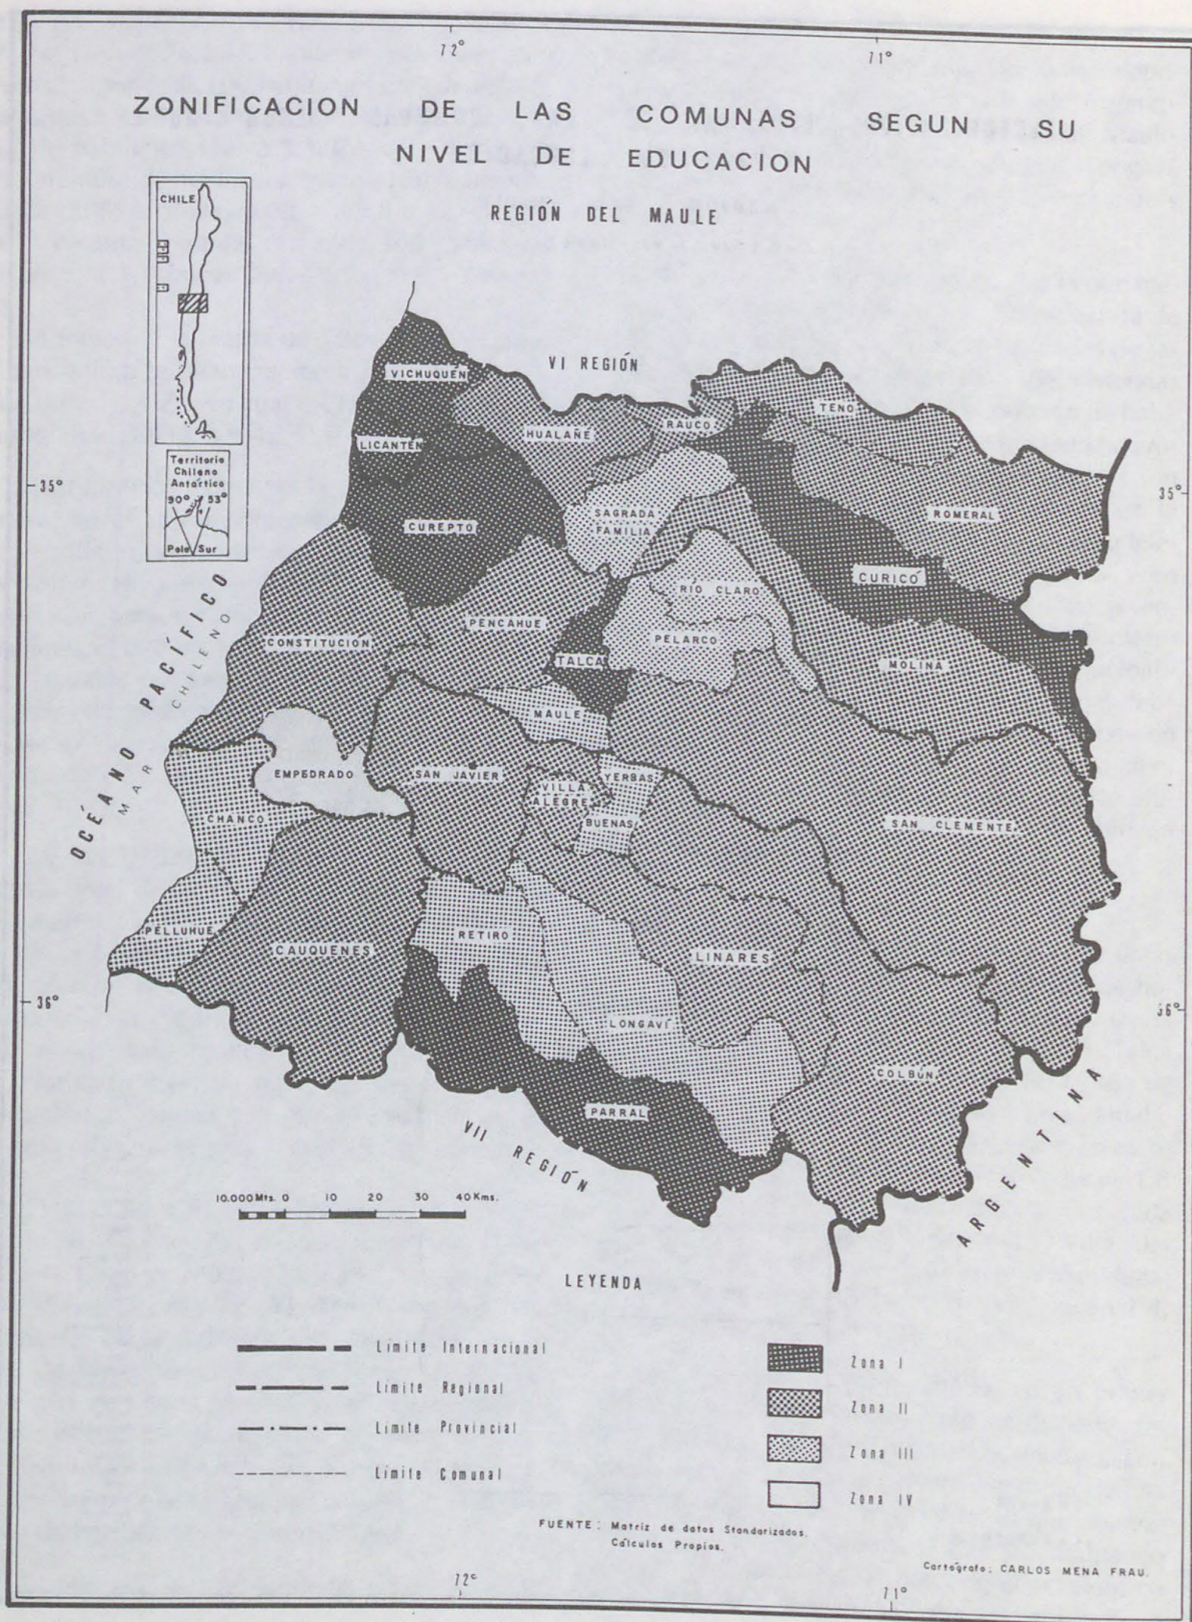 72°
71°
ZONIFICACION DE LAS COMUNAS SEGUN SU
NIVEL DE EDUCACION
REGIÓN DEL MAULE
CHILE
Territorio
Chileno
Antártico
90° 53°
Polo Sur
VI REGIÓN
VICHUQUÉN
LICANTÉN
HUALAÑÉ
RAUCO
TENO
35°
35°
CUREPTO
SAGRADA
FAMILIA
ROMERAL
CURICÓ
RÍO CLARO
CONSTITUCION
PENCAHUE
PELARCO
TALCA
MOLINA
OCÉANO PACÍFICO
MAR CHILENO
MAULE
EMPEDRADO
SAN JAVIER
VILLA
ALEGRE
YERBAS
BUENAS
CHANCO
SAN CLEMENTE
PELLUHUE
CAUQUENES
RETIRO
LINARES
36°
36°
LONGAVÍ
COLBÚN
PARRAL
VII REGIÓN
ARGENTINA
10.000 Mts. 0 10 20 30 40 Kms.
LEYENDA
Límite Internacional
Límite Regional
Límite Provincial
Límite Comunal
Zona I
Zona II
Zona III
Zona IV
FUENTE: Matriz de datos Standarizados.
Cálculos Propios.
Cartógrafo: CARLOS MENA FRAU.
72°
71°